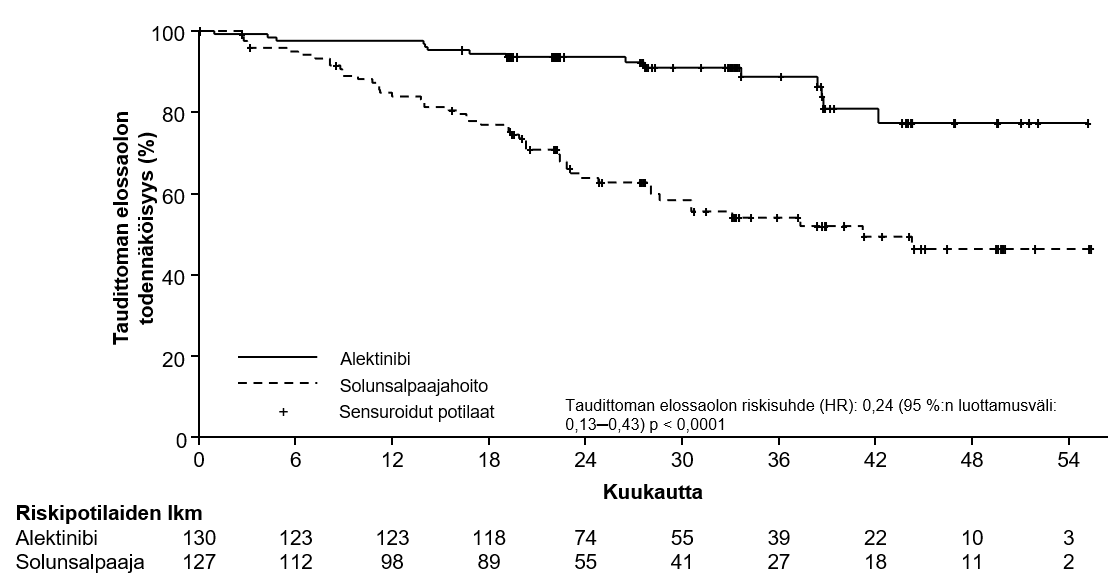 100
80
60
40
20
0
Taudittoman elossaolon
todennäköisyys (%)
Alektinibi
Solunsalpaajahoito
Sensuroidut potilaat
Taudittoman elossaolon riskisuhde (HR): 0,24 (95 %:n luottamusväli:
0,13–0,43) p < 0,0001
0 6 12 18 24 30 36 42 48 54
Kuukautta
Riskipotilaiden lkm
Alektinibi 130 123 123 118 74 55 39 22 10 3
Solunsalpaaja 127 112 98 89 55 41 27 18 11 2